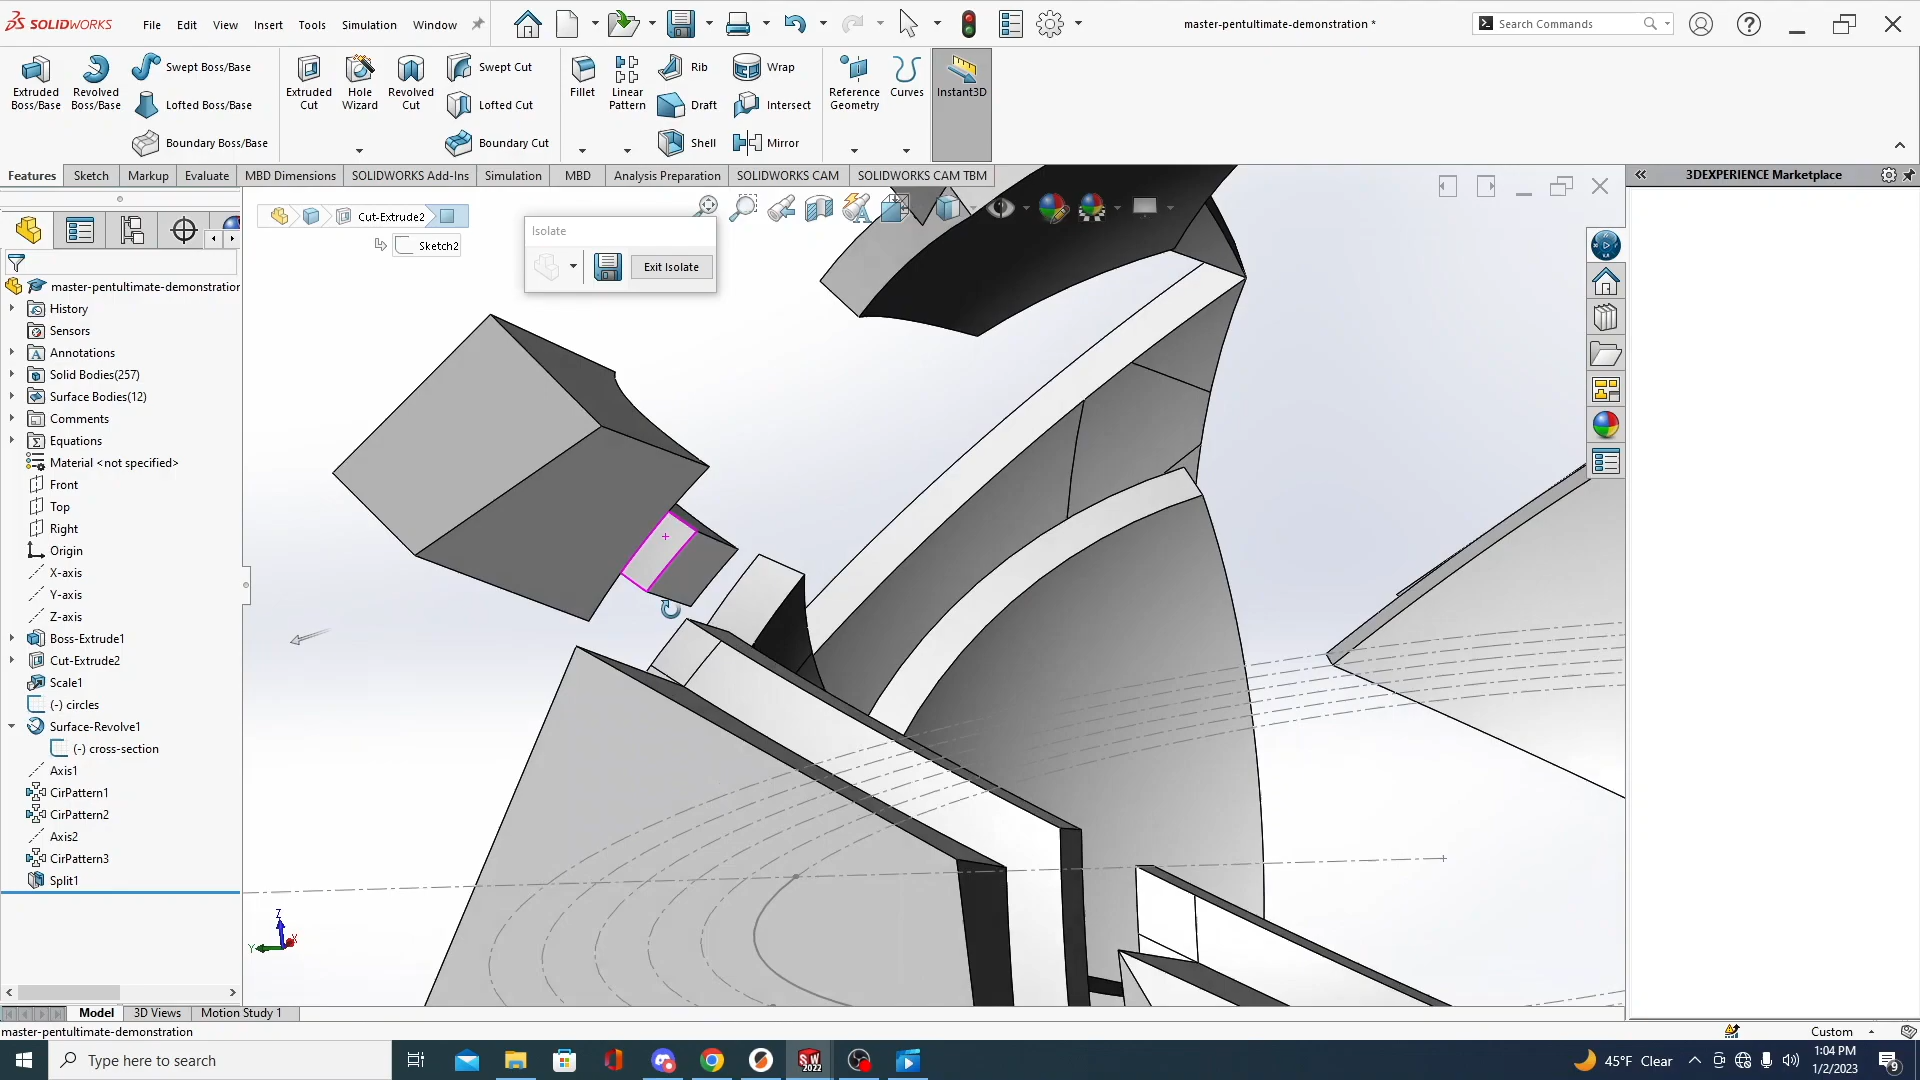 SOLIDWORKS File Edit View Insert Tools Simulation Window master-pentultimate-demonstration * Search Commands
Extruded Boss/Base
Revolved Boss/Base
Swept Boss/Base
Lofted Boss/Base
Boundary Boss/Base
Extruded Cut
Hole Wizard
Revolved Cut
Swept Cut
Lofted Cut
Boundary Cut
Fillet
Linear Pattern
Rib
Draft
Shell
Wrap
Intersect
Mirror
Reference Geometry
Curves
Instant3D
Features Sketch Markup Evaluate MBD Dimensions SOLIDWORKS Add-Ins Simulation MBD Analysis Preparation SOLIDWORKS CAM SOLIDWORKS CAM TBM
3DEXPERIENCE Marketplace
Cut-Extrude2
Sketch2
Isolate
Exit Isolate
master-pentultimate-demonstration
History
Sensors
Annotations
Solid Bodies(257)
Surface Bodies(12)
Comments
Equations
Material <not specified>
Front
Top
Right
Origin
X-axis
Y-axis
Z-axis
Boss-Extrude1
Cut-Extrude2
Scale1
(-) circles
Surface-Revolve1
(-) cross-section
Axis1
CirPattern1
CirPattern2
Axis2
CirPattern3
Split1
Z
Y
X
Model 3D Views Motion Study 1
master-pentultimate-demonstration Custom
Type here to search
SW 2022
45°F Clear
1:04 PM
1/2/2023
9